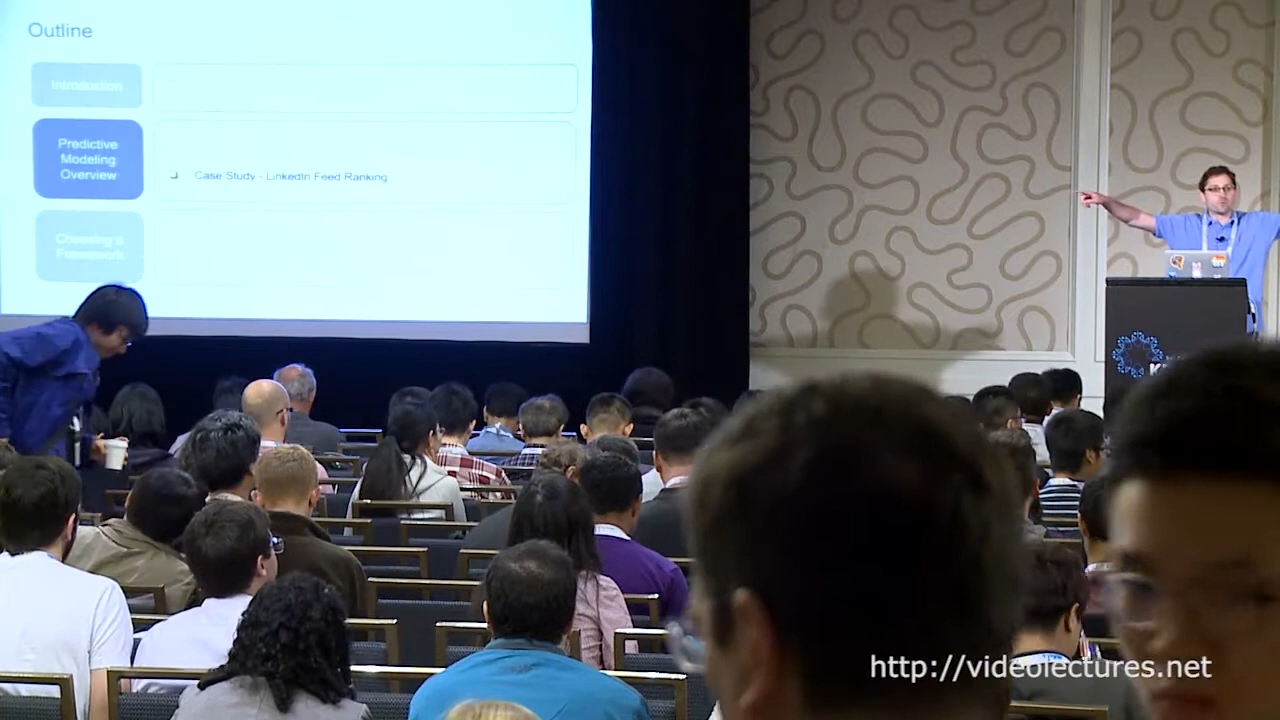 Outline
Introduction
Predictive
Modeling
Overview
Case Study - LinkedIn Feed Ranking
Choosing a
Framework
http://videolectures.net